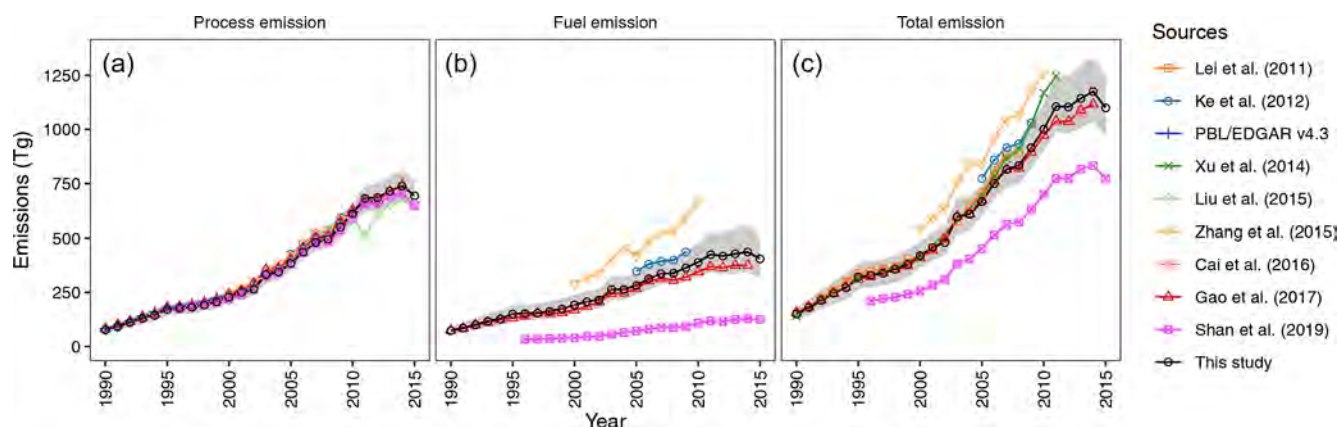 Process emission
Fuel emission
Total emission
(a)
(b)
(c)
Emissions (Tg)
1250
1000
750
500
250
0
1990
1995
2000
2005
2010
2015
1990
1995
2000
2005
2010
2015
1990
1995
2000
2005
2010
2015
Year
Sources
Lei et al. (2011)
Ke et al. (2012)
PBL/EDGAR v4.3
Xu et al. (2014)
Liu et al. (2015)
Zhang et al. (2015)
Cai et al. (2016)
Gao et al. (2017)
Shan et al. (2019)
This study